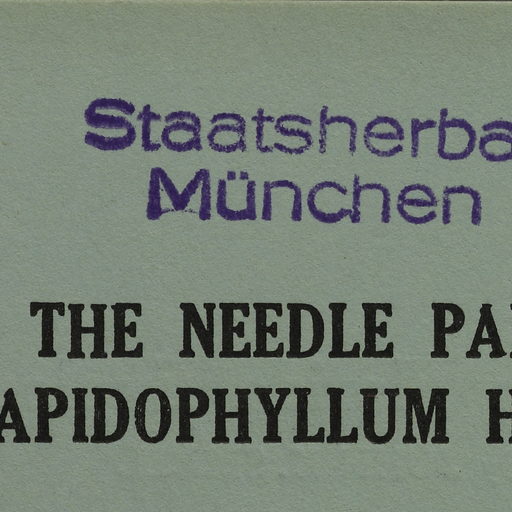 Staatsherba
München
THE NEEDLE PA
APIDOPHYLLUM H